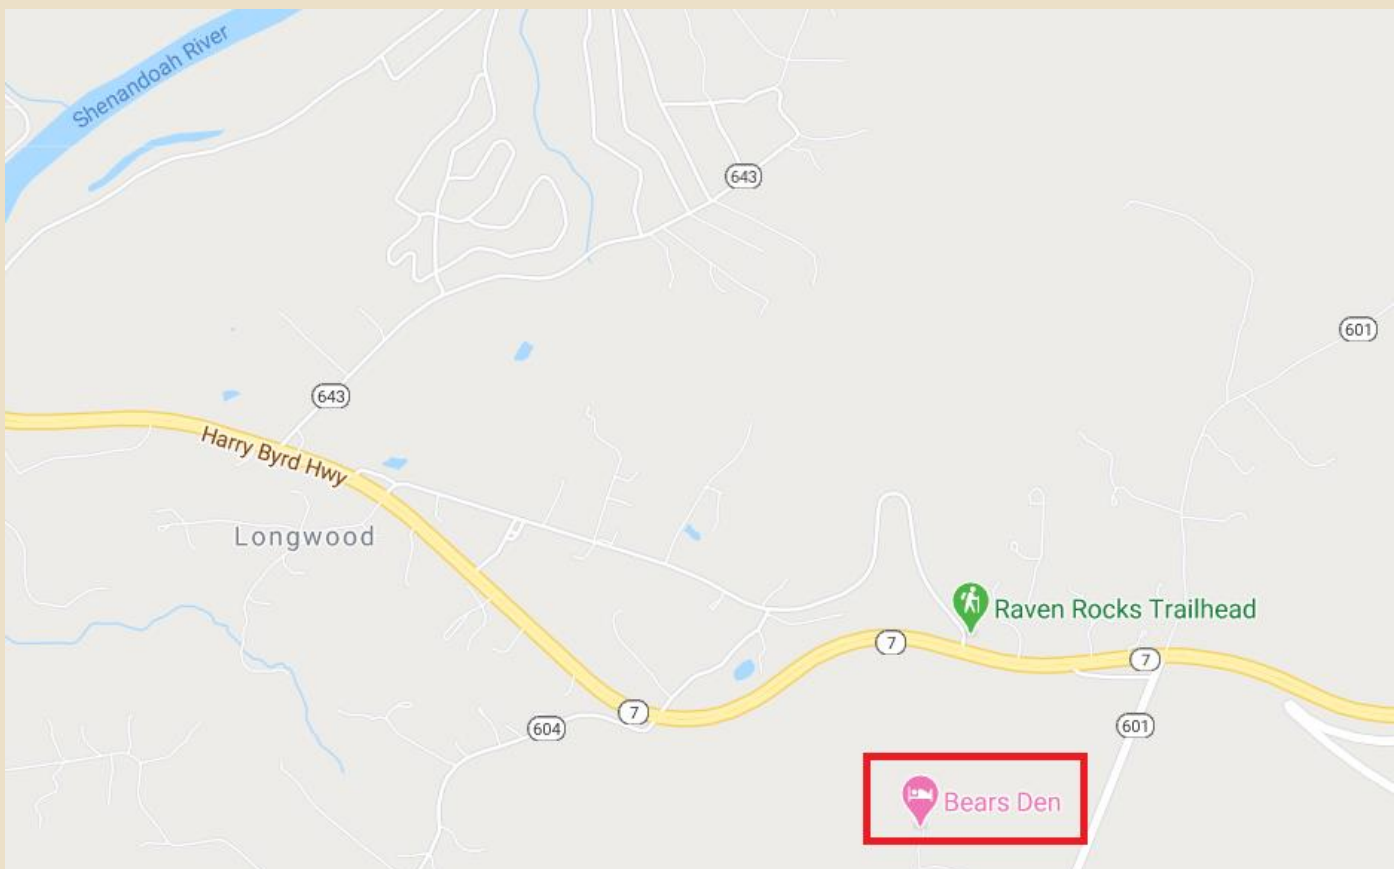 Shenandoah River
643
601
643
Harry Byrd Hwy
Longwood
Raven Rocks Trailhead
7
7
7
604
601
Bears Den